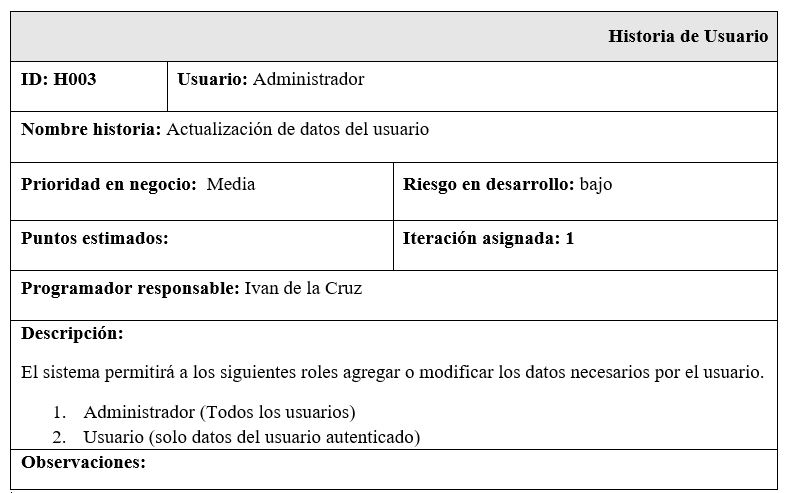 Historia de Usuario
ID: H003
Usuario: Administrador
Nombre historia: Actualización de datos del usuario
Prioridad en negocio: Media
Riesgo en desarrollo: bajo
Puntos estimados:
Iteración asignada: 1
Programador responsable: Ivan de la Cruz
Descripción:
El sistema permitirá a los siguientes roles agregar o modificar los datos necesarios por el usuario.
1. Administrador (Todos los usuarios)
2. Usuario (solo datos del usuario autenticado)
Observaciones: